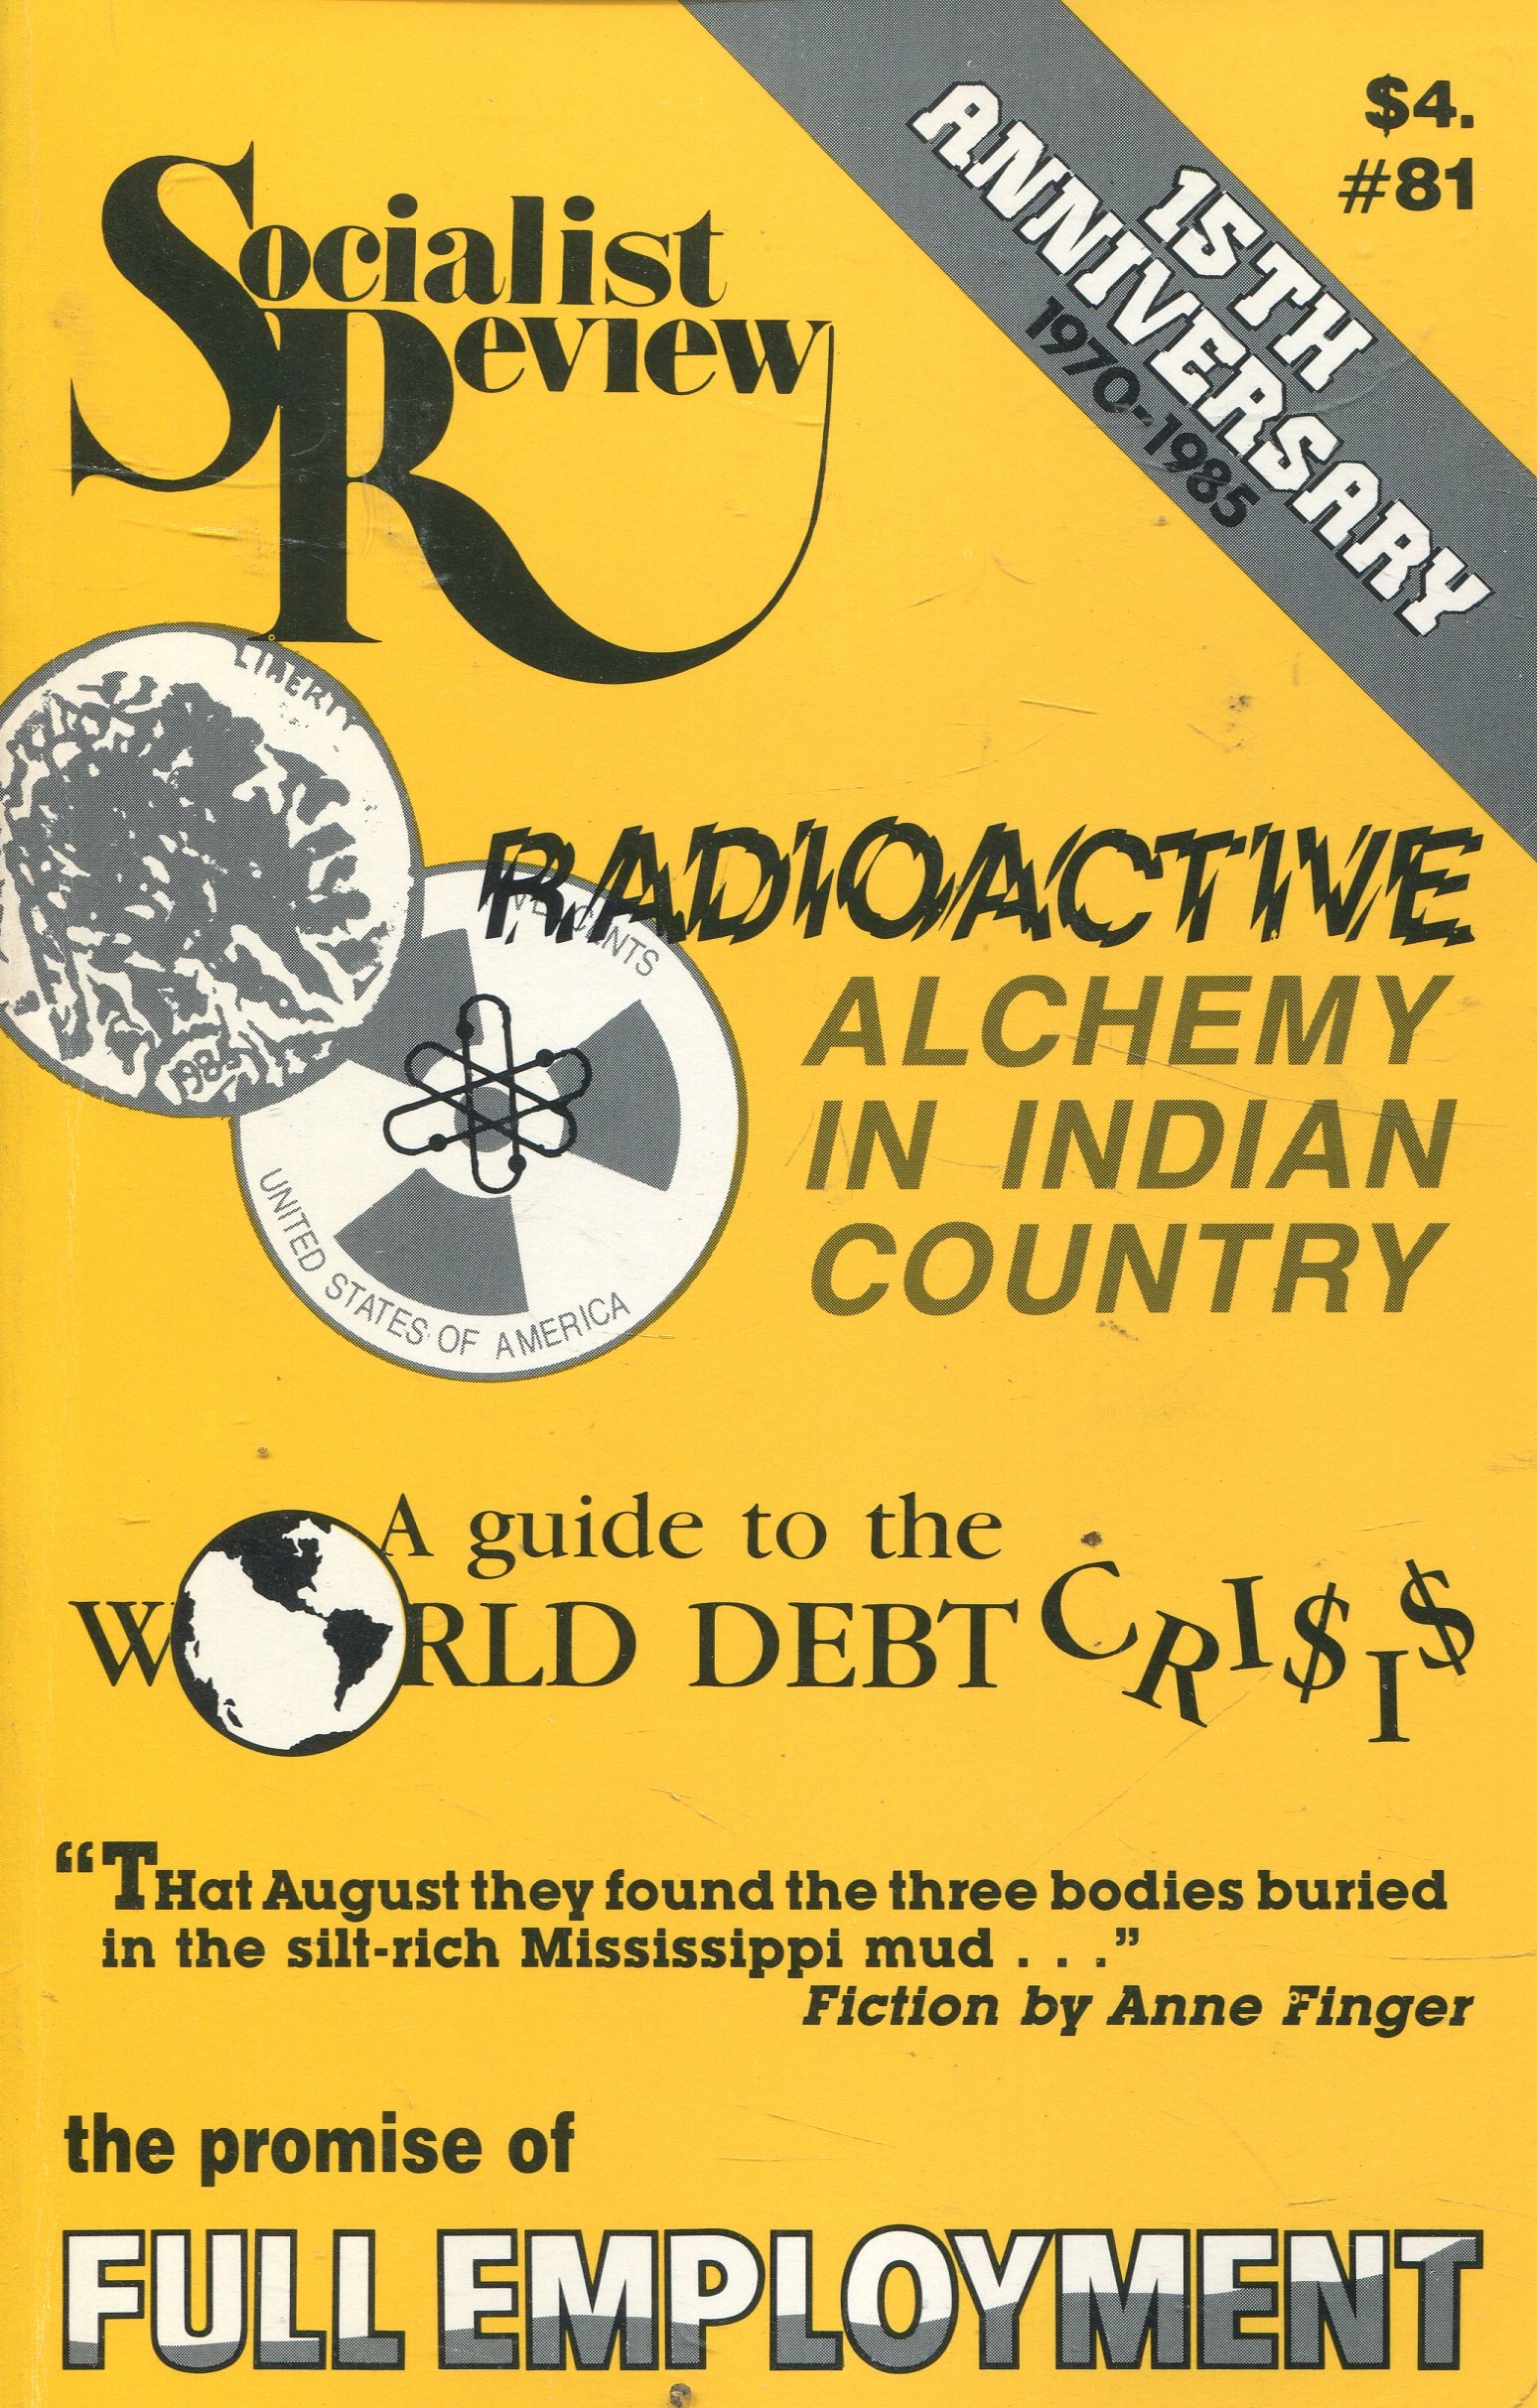 $4.
#81
15TH
ANNIVERSARY
1970-1985
Socialist
Review
LIBERTY
RADIOACTIVE
ALCHEMY
IN INDIAN
COUNTRY
CENTS
UNITED STATES OF AMERICA
A guide to the
WORLD DEBT CRI$I$
“THat August they found the three bodies buried
in the silt-rich Mississippi mud . . .”
Fiction by Anne Finger
the promise of
FULL EMPLOYMENT